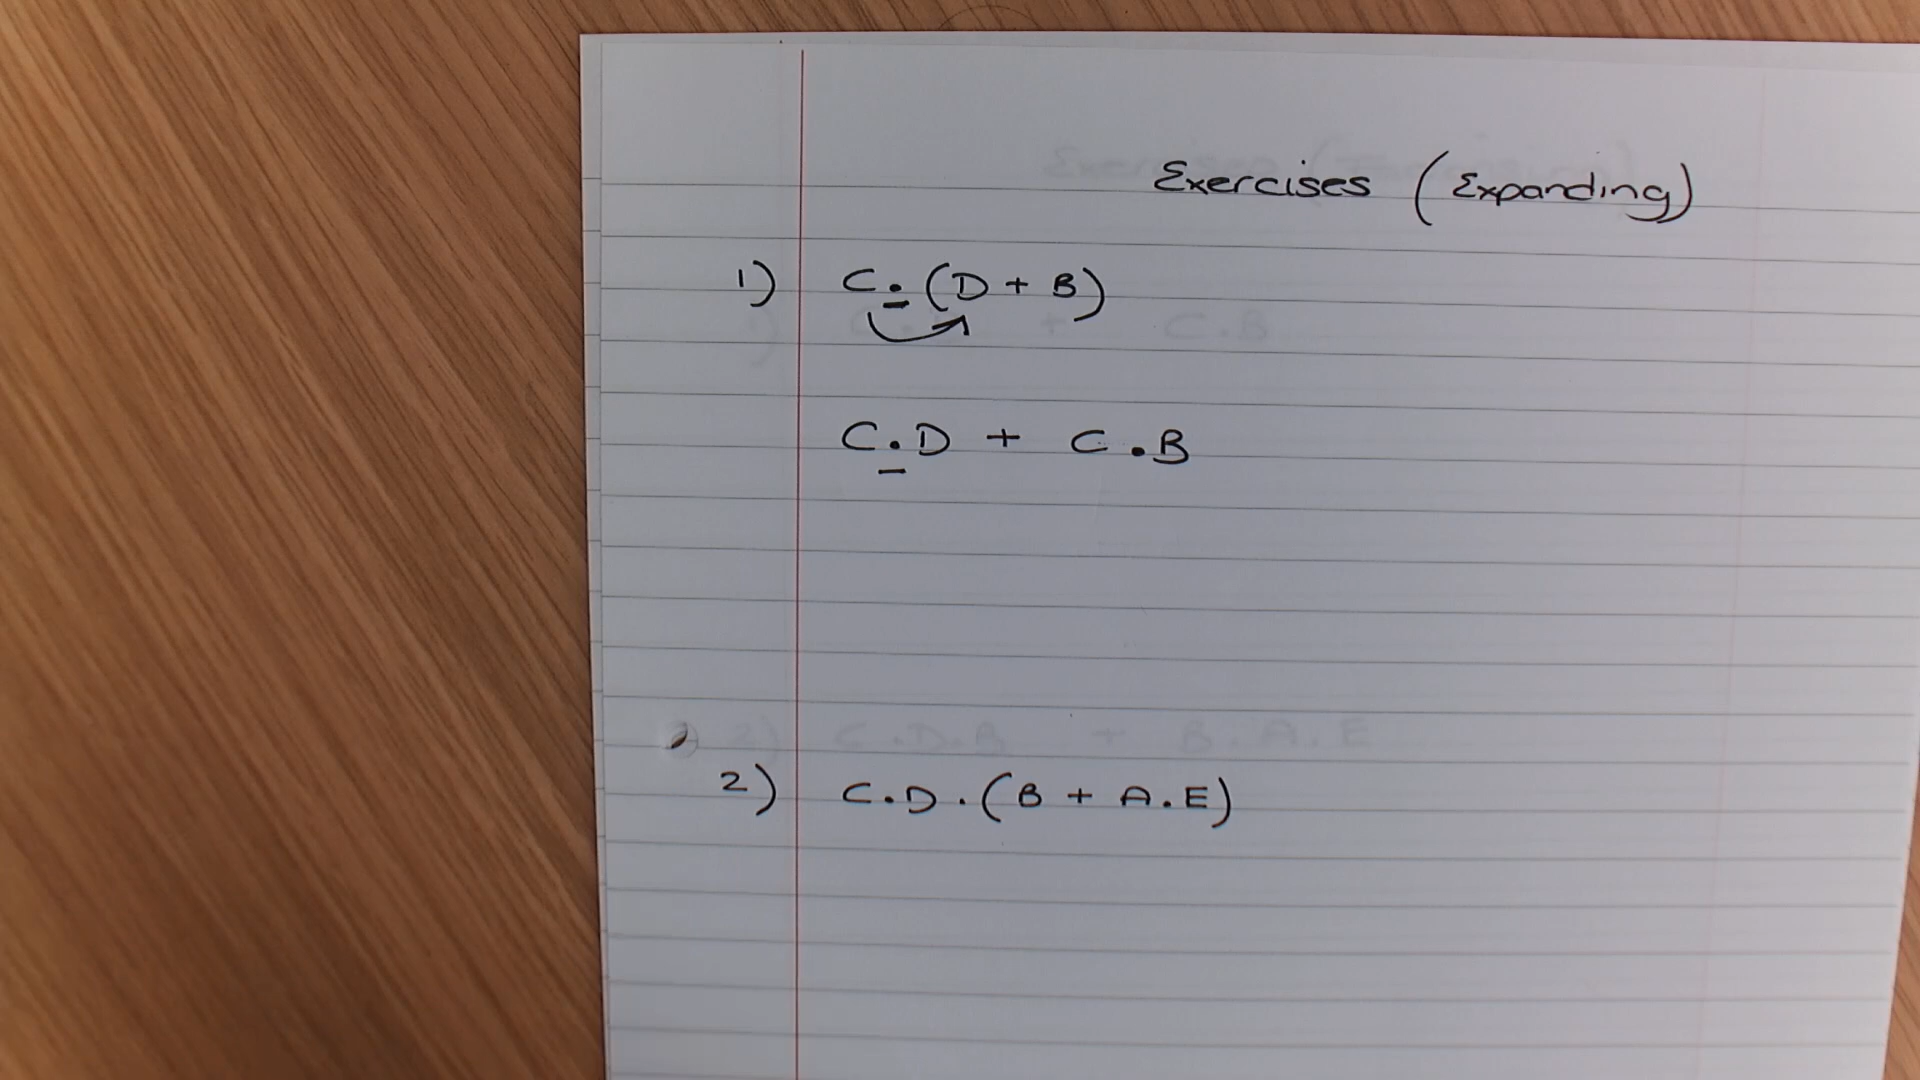 Exercises (Expanding)
1) C.(D + B)
C.D + C.B
2) C.D.(B + A.E)